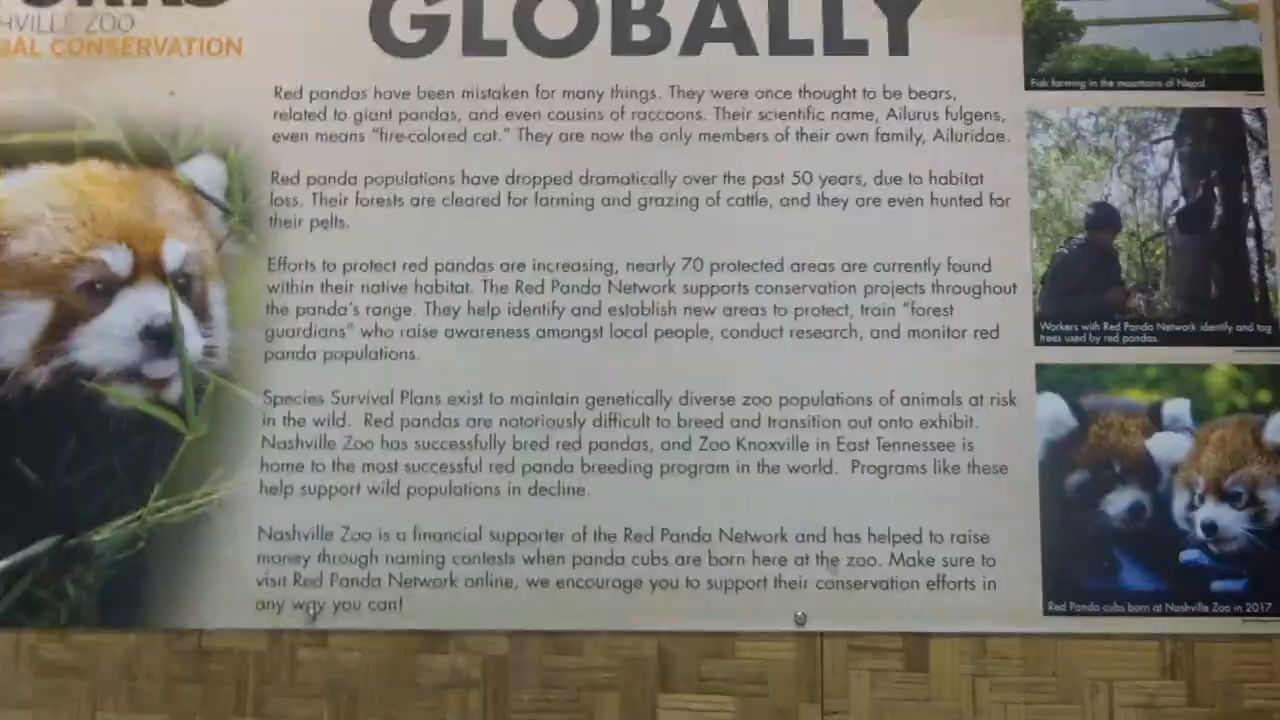 HVILLE ZOO
BAL CONSERVATION
GLOBALLY
Red pandas have been mistaken for many things. They were once thought to be bears,
related to giant pandas, and even cousins of raccoons. Their scientific name, Ailurus fulgens,
even means "fire-colored cat." They are now the only members of their own family, Ailuridae.
Red panda populations have dropped dramatically over the past 50 years, due to habitat
loss. Their forests are cleared for farming and grazing of cattle, and they are even hunted for
their pelts.
Efforts to protect red pandas are increasing, nearly 70 protected areas are currently found
within their native habitat. The Red Panda Network supports conservation projects throughout
the panda's range. They help identify and establish new areas to protect, train "forest
guardians" who raise awareness amongst local people, conduct research, and monitor red
panda populations.
Species Survival Plans exist to maintain genetically diverse zoo populations of animals at risk
in the wild. Red pandas are notoriously difficult to breed and transition out onto exhibit.
Nashville Zoo has successfully bred red pandas, and Zoo Knoxville in East Tennessee is
home to the most successful red panda breeding program in the world. Programs like these
help support wild populations in decline.
Nashville Zoo is a financial supporter of the Red Panda Network and has helped to raise
money through naming contests when panda cubs are born here at the zoo. Make sure to
visit Red Panda Network online, we encourage you to support their conservation efforts in
any way you can!
Fish farming in the mountains of Nepal.
Workers with Red Panda Network identify and tag
trees used by red pandas.
Red Panda cubs born at Nashville Zoo in 2017